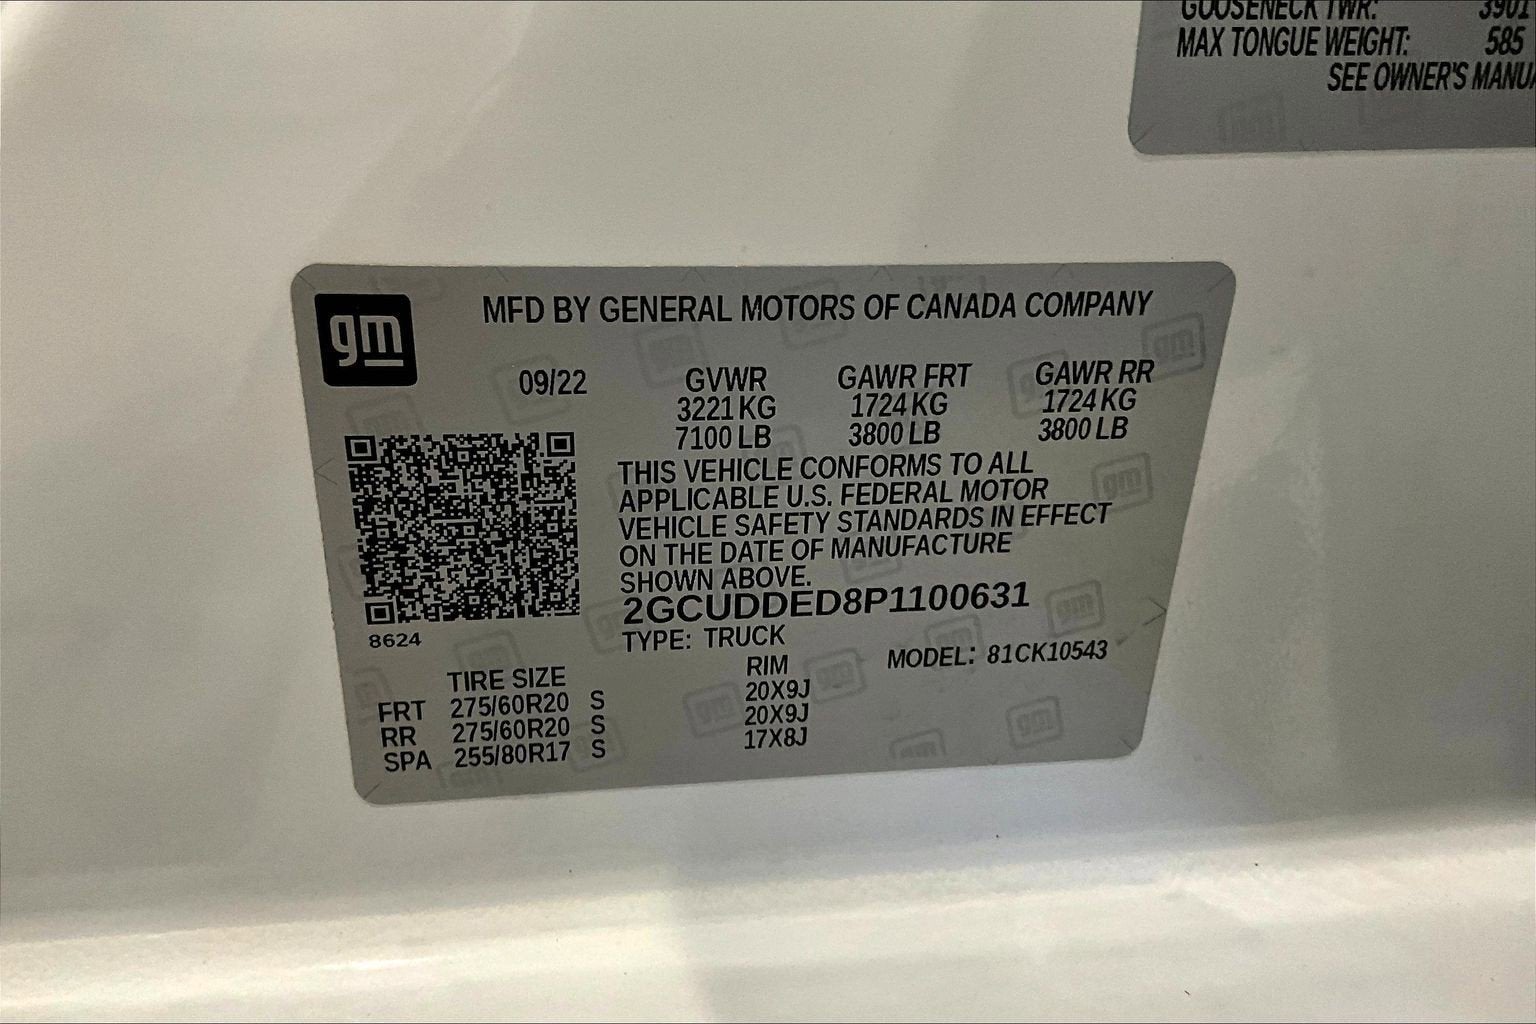 GOOSENECK TWR: 3901
MAX TONGUE WEIGHT: 585
SEE OWNER'S MANUA
gm
MFD BY GENERAL MOTORS OF CANADA COMPANY
09/22 GVWR GAWR FRT GAWR RR
3221 KG 1724 KG 1724 KG
7100 LB 3800 LB 3800 LB
THIS VEHICLE CONFORMS TO ALL
APPLICABLE U.S. FEDERAL MOTOR
VEHICLE SAFETY STANDARDS IN EFFECT
ON THE DATE OF MANUFACTURE
SHOWN ABOVE.
2GCUDDED8P1100631
8624
TYPE: TRUCK
MODEL: 81CK10543
TIRE SIZE RIM
FRT 275/60R20 S 20X9J
RR 275/60R20 S 20X9J
SPA 255/80R17 S 17X8J